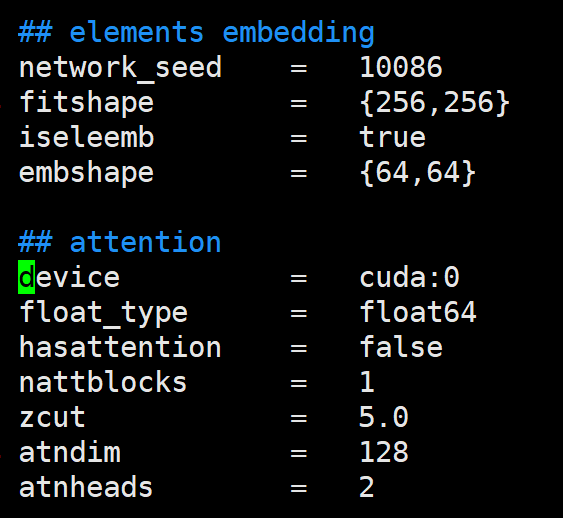 ## elements embedding
network_seed    =   10086
fitshape        =   {256,256}
iseleemb        =   true
embshape        =   {64,64}

## attention
device          =   cuda:0
float_type      =   float64
hasattention    =   false
nattblocks      =   1
zcut            =   5.0
atndim          =   128
atnheads        =   2